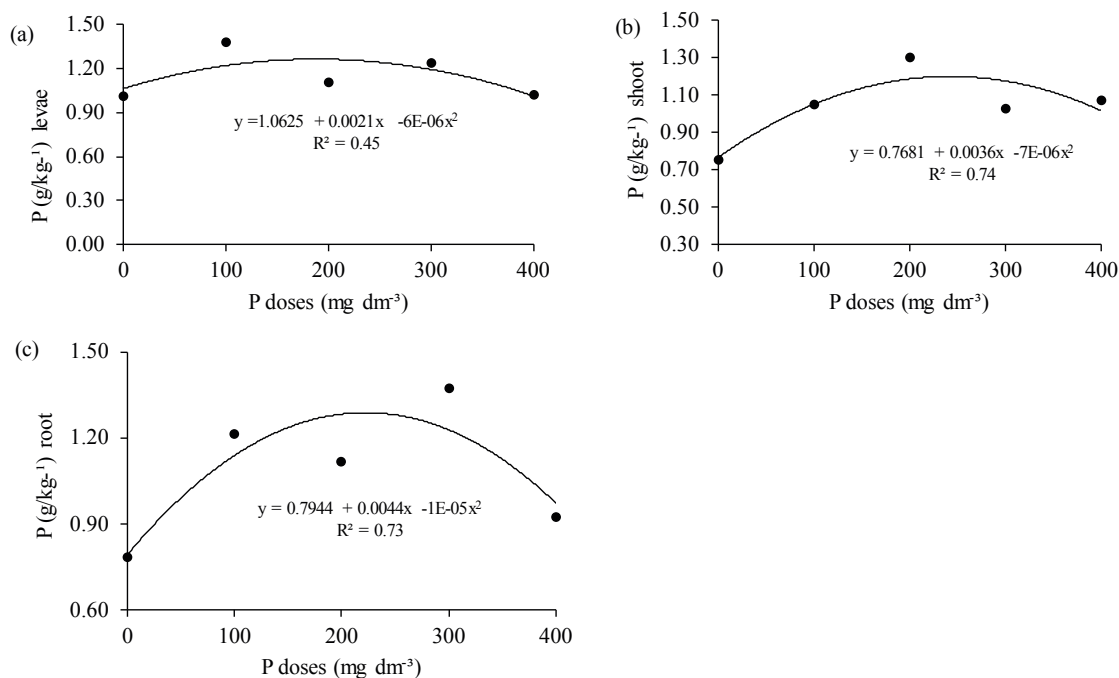 (a)
1.50
1.20
0.90
0.60
0.30
0.00
P (g/kg-¹) levae
y =1.0625 + 0.0021x -6E-06x²
R² = 0.45
0 100 200 300 400
P doses (mg dm-³)
(b)
1.50
1.30
1.10
0.90
0.70
0.50
0.30
P (g/kg-¹) shoot
y = 0.7681 + 0.0036x -7E-06x²
R² = 0.74
0 100 200 300 400
P doses (mg dm-³)
(c)
1.50
1.20
0.90
0.60
P (g/kg-¹) root
y = 0.7944 + 0.0044x -1E-05x²
R² = 0.73
0 100 200 300 400
P doses (mg dm-³)